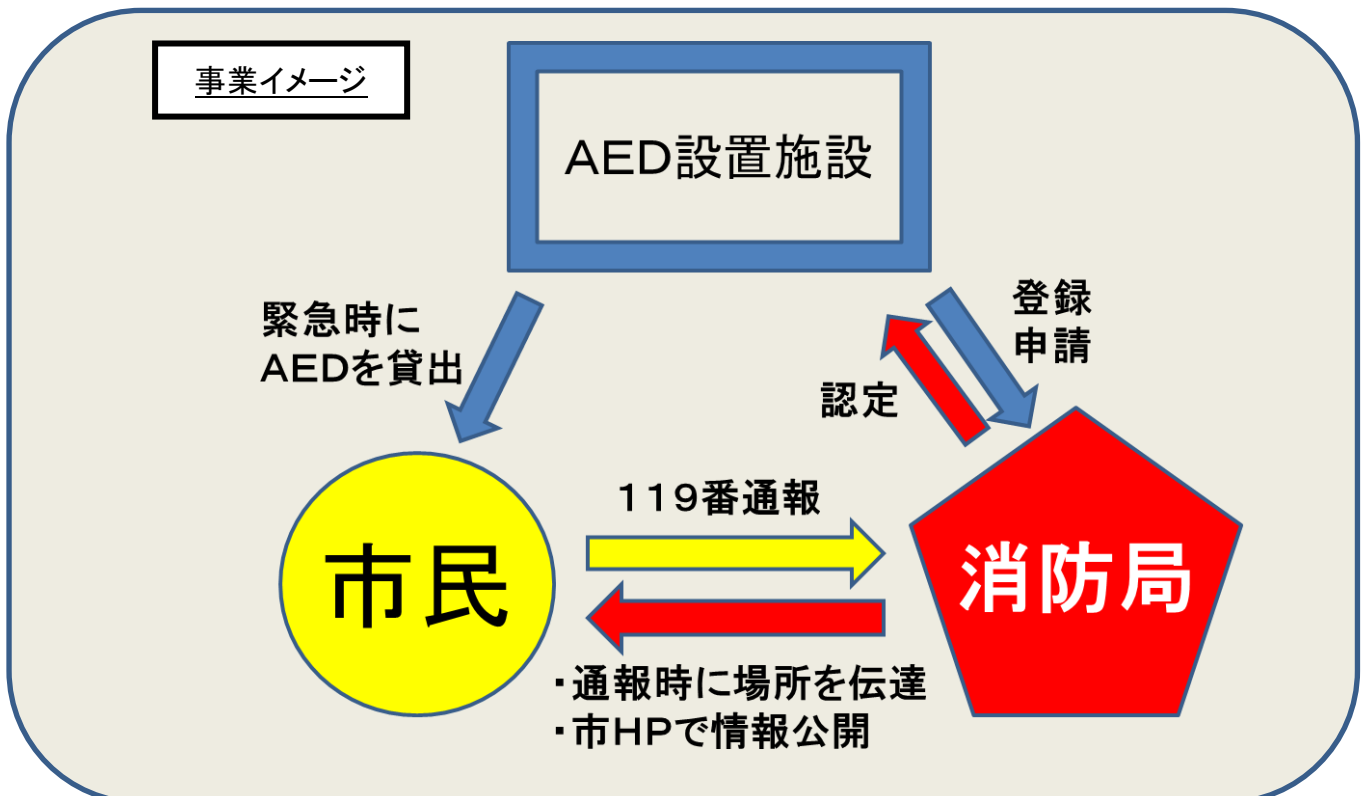 事業イメージ
AED設置施設
緊急時に
AEDを貸出
登録
申請
認定
119番通報
市民
消防局
・通報時に場所を伝達
・市HPで情報公開